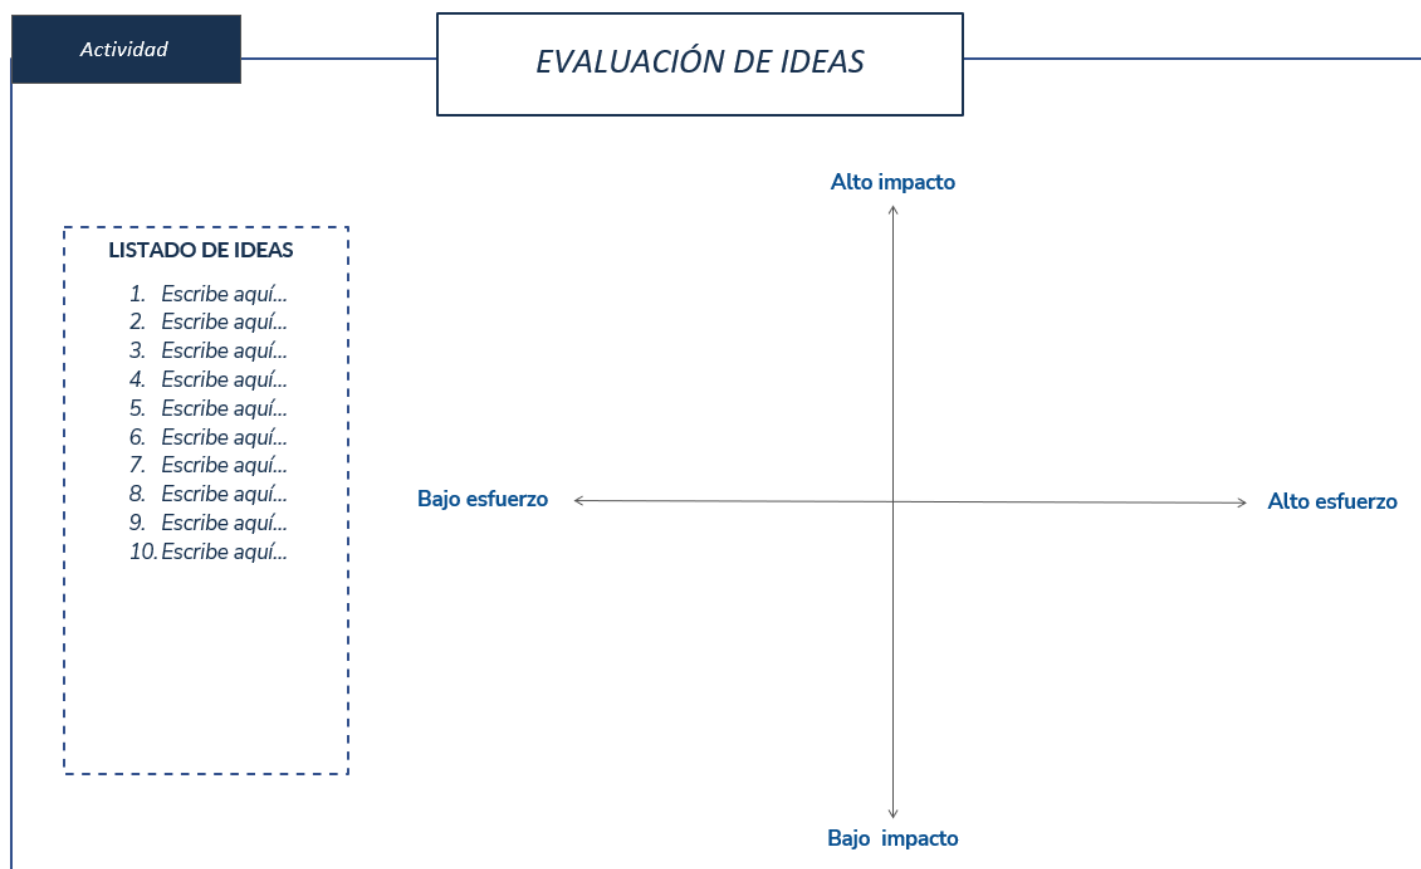 Actividad
EVALUACIÓN DE IDEAS
Alto impacto
LISTADO DE IDEAS
1. Escribe aquí...
2. Escribe aquí...
3. Escribe aquí...
4. Escribe aquí...
5. Escribe aquí...
6. Escribe aquí...
7. Escribe aquí...
8. Escribe aquí...
9. Escribe aquí...
10. Escribe aquí...
Bajo esfuerzo
Alto esfuerzo
Bajo impacto